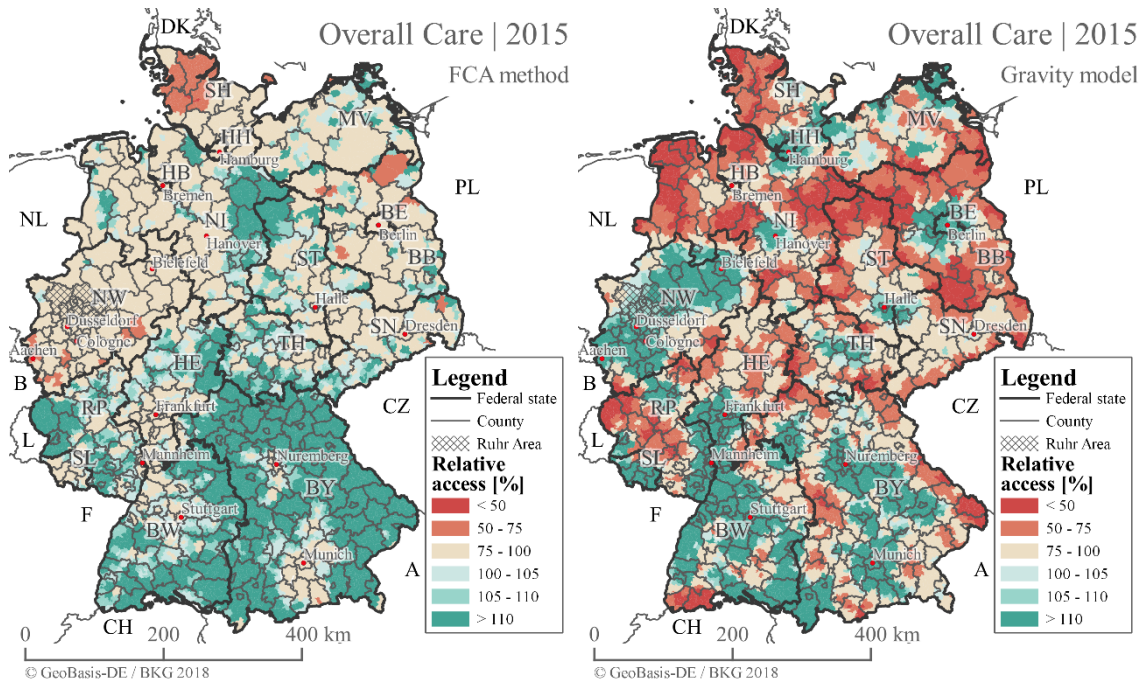 Overall Care | 2015
FCA method
DK
SH
MV
HH
Hamburg
HB
Bremen
PL
NL
NI
Hanover
BE
Berlin
Bielefeld
ST
BB
NW
Halle
Düsseldorf
Cologne
SN
Dresden
Aachen
HE
TH
B
RP
Frankfurt
CZ
L
SL
Mannheim
Nuremberg
BY
F
Stuttgart
BW
Munich
A
CH
Legend
Federal state
County
Ruhr Area
Relative
access [%]
< 50
50 - 75
75 - 100
100 - 105
105 - 110
> 110
0 200 400 km
© GeoBasis-DE / BKG 2018
Overall Care | 2015
Gravity model
DK
SH
MV
HH
Hamburg
HB
Bremen
PL
NL
NI
Hanover
BE
Berlin
Bielefeld
ST
BB
NW
Halle
Düsseldorf
Cologne
SN
Dresden
Aachen
HE
TH
B
RP
Frankfurt
CZ
L
SL
Mannheim
Nuremberg
BY
F
Stuttgart
BW
Munich
A
CH
Legend
Federal state
County
Ruhr Area
Relative
access [%]
< 50
50 - 75
75 - 100
100 - 105
105 - 110
> 110
0 200 400 km
© GeoBasis-DE / BKG 2018